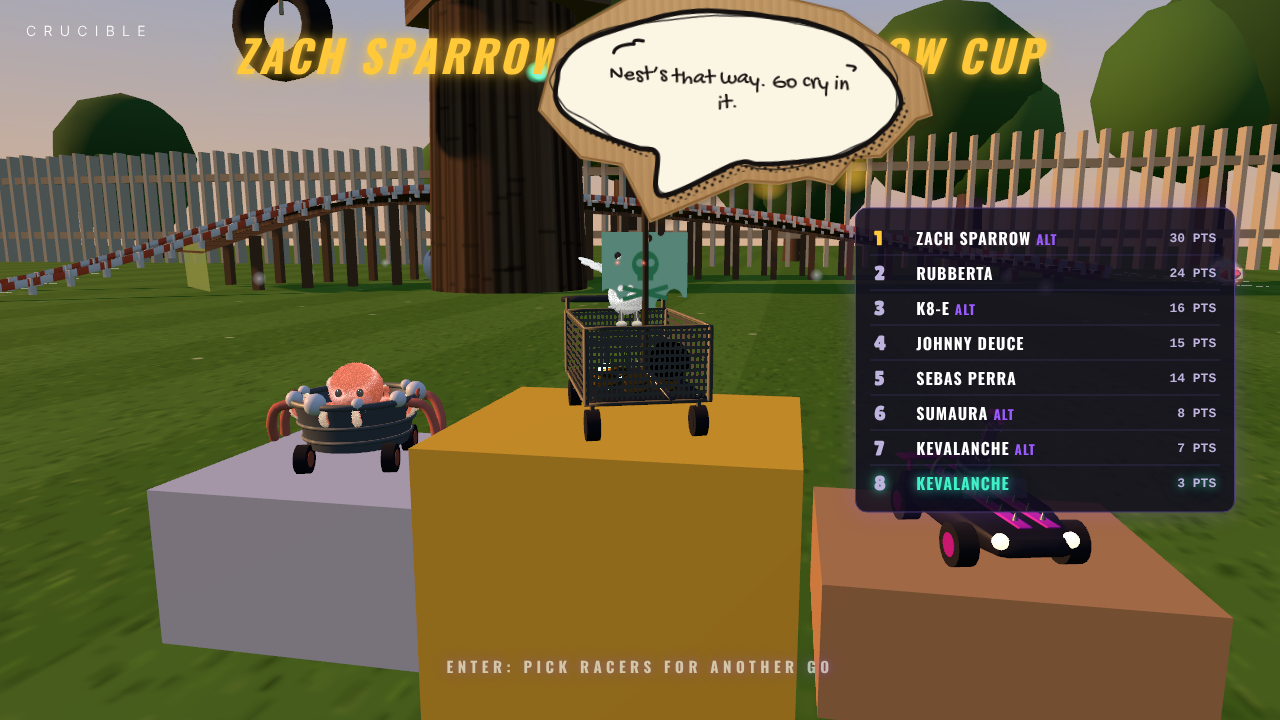 CRUCIBLE
ZACH SPARROW
OW CUP
Nest's that way. Go cry in
it.
1 ZACH SPARROW ALT 30 PTS
2 RUBBERTA 24 PTS
3 K8-E ALT 16 PTS
4 JOHNNY DEUCE 15 PTS
5 SEBAS PERRA 14 PTS
6 SUMAURA ALT 8 PTS
7 KEVALANCHE ALT 7 PTS
8 KEVALANCHE 3 PTS
ENTER: PICK RACERS FOR ANOTHER GO